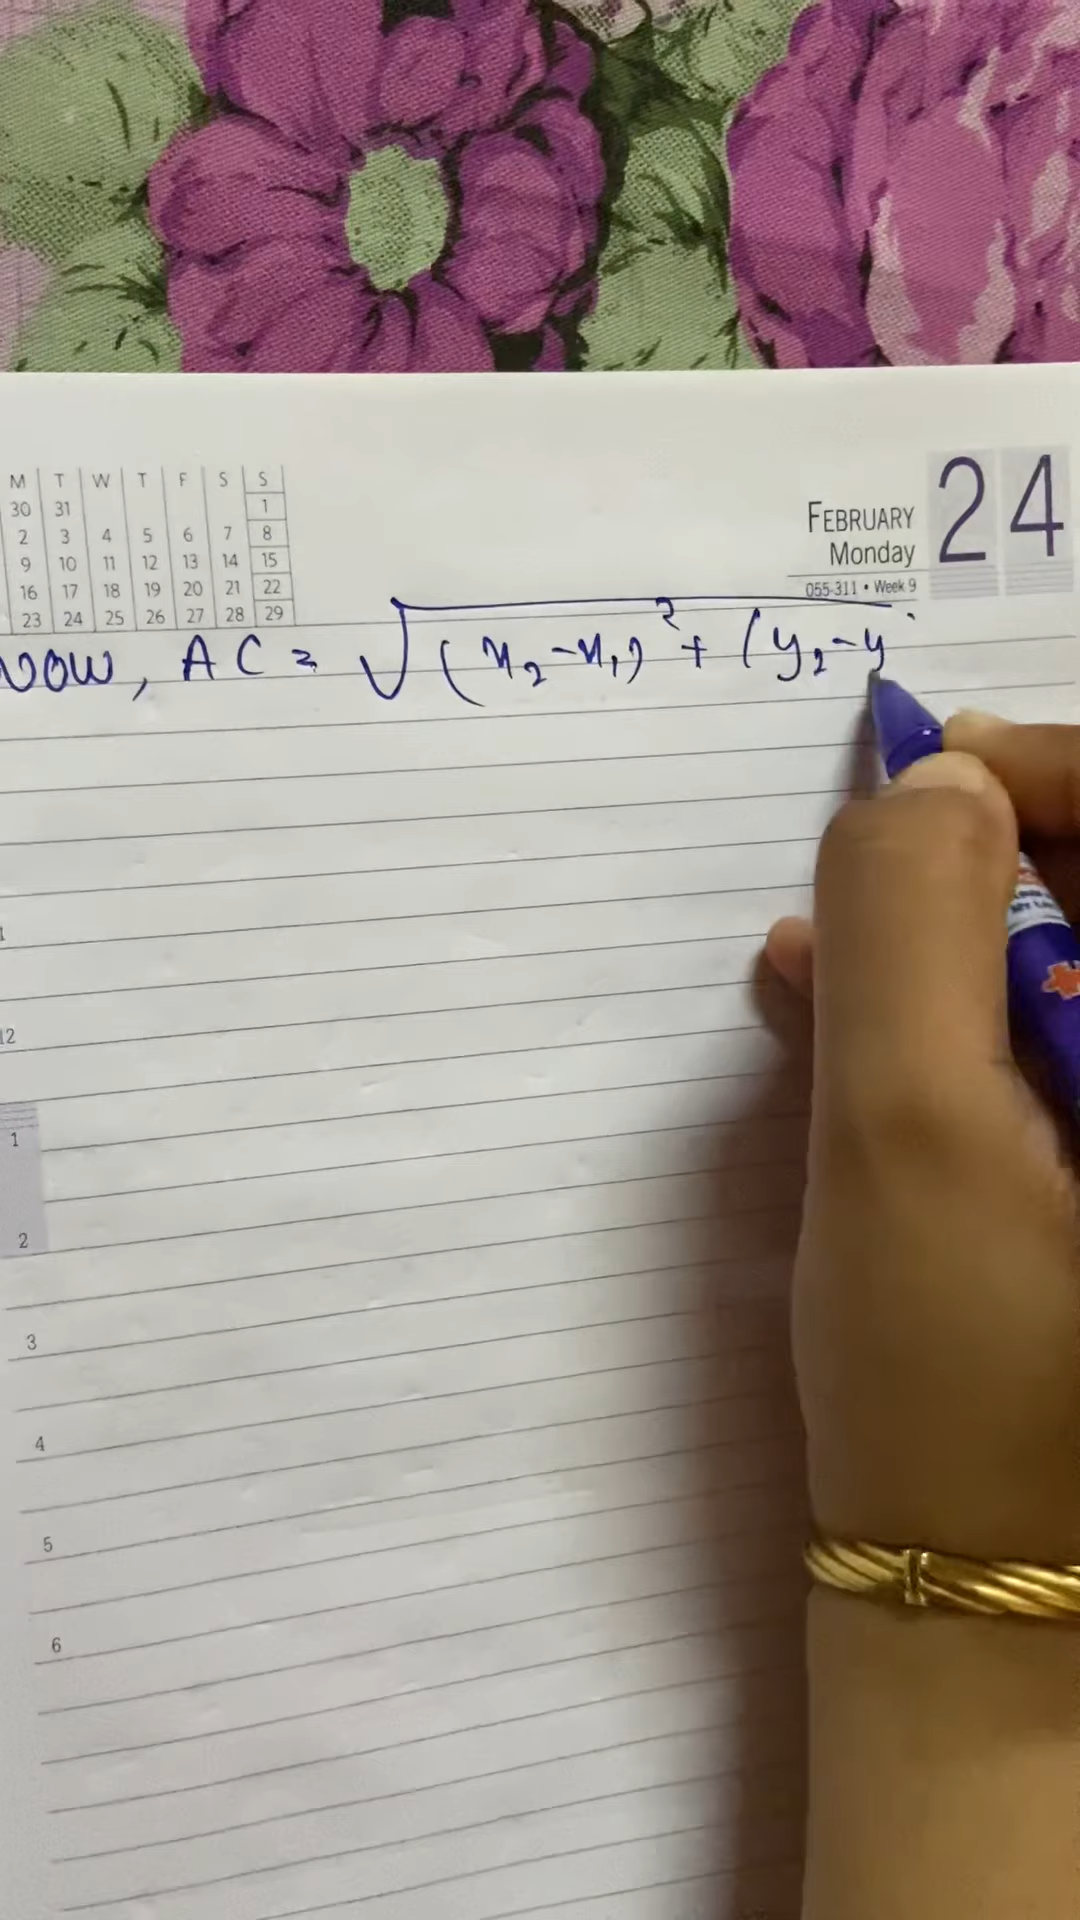 M T W T F S S
30 31 1
2 3 4 5 6 7 8
9 10 11 12 13 14 15
16 17 18 19 20 21 22
23 24 25 26 27 28 29
FEBRUARY 24
Monday
055-311 • Week 9
NOW, AC = √(x₂-x₁)² + (y₂-y
12
1
2
3
4
5
6